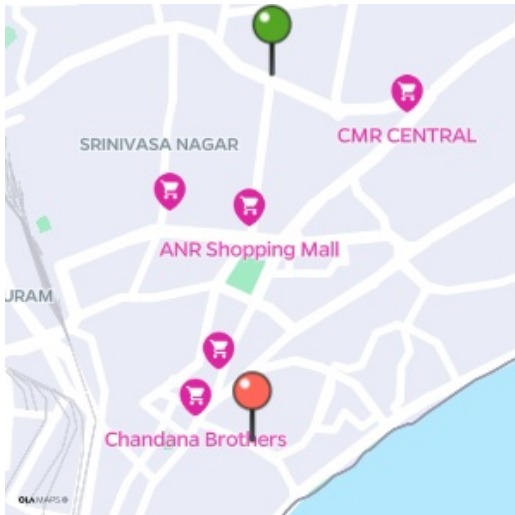 CMR CENTRAL
SRINIVASA NAGAR
ANR Shopping Mall
URAM
Chandana Brothers
OLA MAPS ®